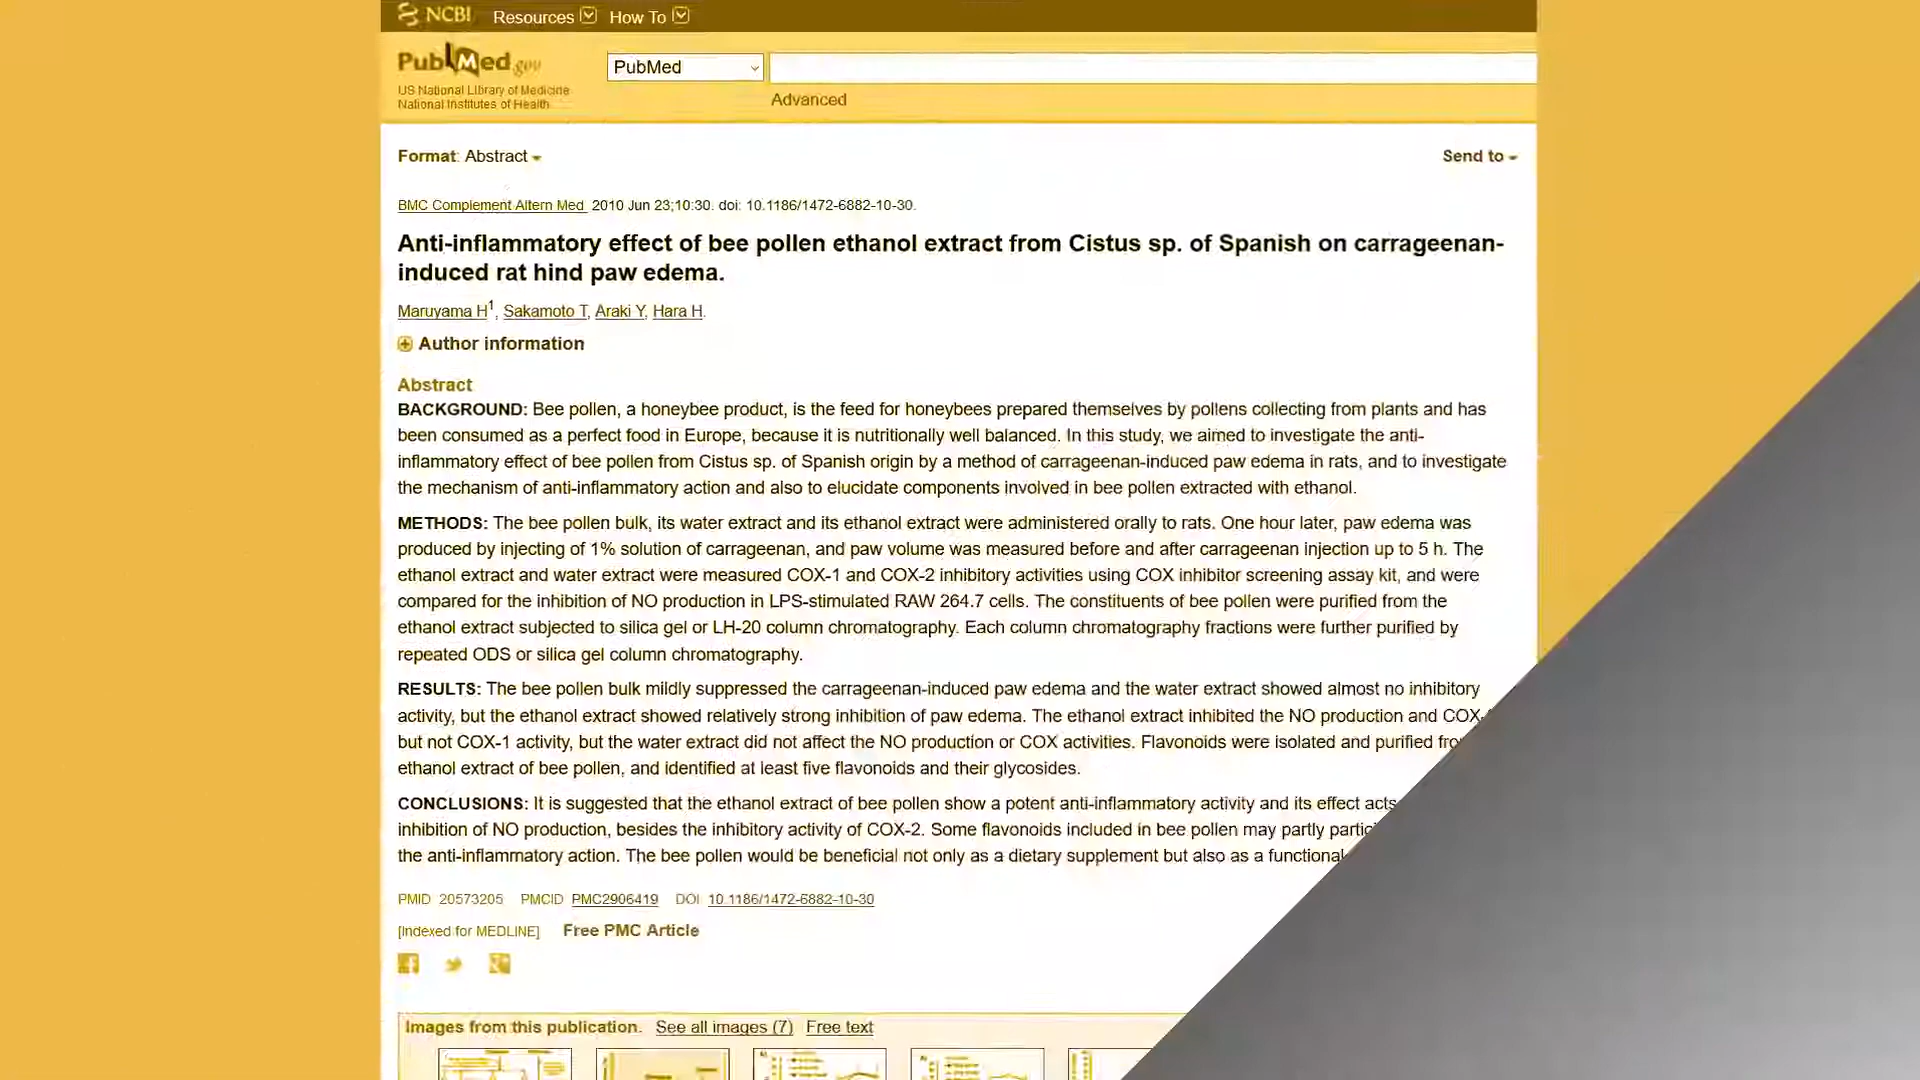 NCBI Resources How To
PubMed.gov
US National Library of Medicine
National Institutes of Health
PubMed
Advanced
Format: Abstract
Send to
BMC Complement Altern Med 2010 Jun 23;10:30. doi: 10.1186/1472-6882-10-30.
Anti-inflammatory effect of bee pollen ethanol extract from Cistus sp. of Spanish on carrageenan-
induced rat hind paw edema.
Maruyama H1, Sakamoto T, Araki Y, Hara H.
Author information
Abstract
BACKGROUND: Bee pollen, a honeybee product, is the feed for honeybees prepared themselves by pollens collecting from plants and has
been consumed as a perfect food in Europe, because it is nutritionally well balanced. In this study, we aimed to investigate the anti-
inflammatory effect of bee pollen from Cistus sp. of Spanish origin by a method of carrageenan-induced paw edema in rats, and to investigate
the mechanism of anti-inflammatory action and also to elucidate components involved in bee pollen extracted with ethanol.
METHODS: The bee pollen bulk, its water extract and its ethanol extract were administered orally to rats. One hour later, paw edema was
produced by injecting of 1% solution of carrageenan, and paw volume was measured before and after carrageenan injection up to 5 h. The
ethanol extract and water extract were measured COX-1 and COX-2 inhibitory activities using COX inhibitor screening assay kit, and were
compared for the inhibition of NO production in LPS-stimulated RAW 264.7 cells. The constituents of bee pollen were purified from the
ethanol extract subjected to silica gel or LH-20 column chromatography. Each column chromatography fractions were further purified by
repeated ODS or silica gel column chromatography.
RESULTS: The bee pollen bulk mildly suppressed the carrageenan-induced paw edema and the water extract showed almost no inhibitory
activity, but the ethanol extract showed relatively strong inhibition of paw edema. The ethanol extract inhibited the NO production and COX-
but not COX-1 activity, but the water extract did not affect the NO production or COX activities. Flavonoids were isolated and purified
ethanol extract of bee pollen, and identified at least five flavonoids and their glycosides.
CONCLUSIONS: It is suggested that the ethanol extract of bee pollen show a potent anti-inflammatory activity and its effect acts
inhibition of NO production, besides the inhibitory activity of COX-2. Some flavonoids included in bee pollen may partly
the anti-inflammatory action. The bee pollen would be beneficial not only as a dietary supplement but also as a functional
PMID 20573205 PMCID PMC2906419 DOI 10.1186/1472-6882-10-30
[Indexed for MEDLINE] Free PMC Article
Images from this publication. See all images (7) Free text